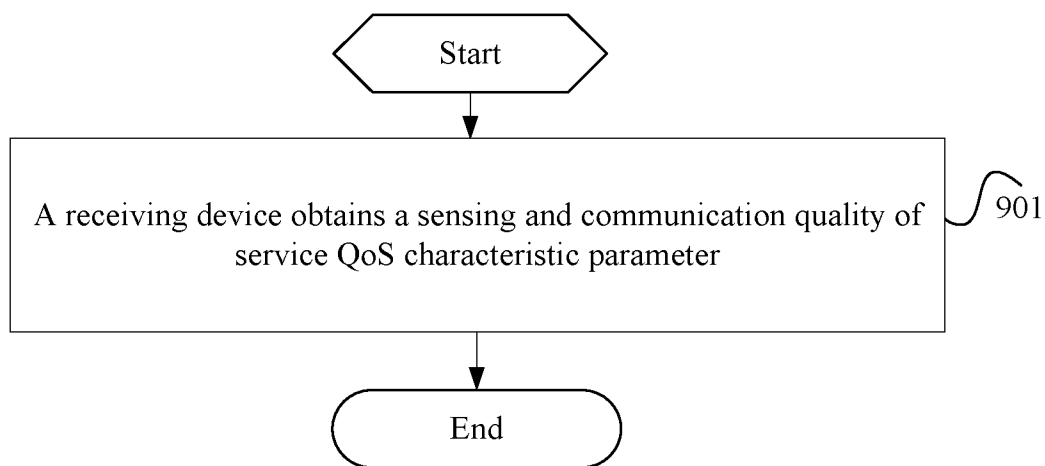 Start
A receiving device obtains a sensing and communication quality of
service QoS characteristic parameter
901
End